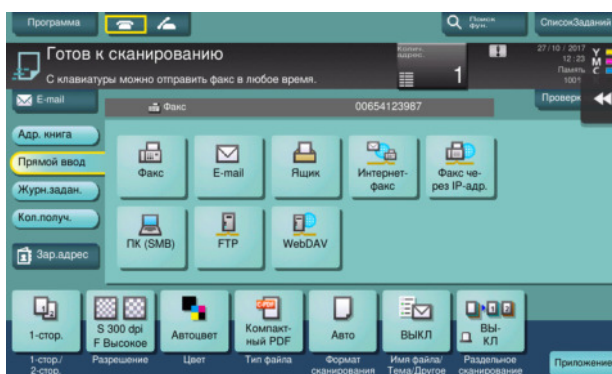 Программа
Поиск функ.
СписокЗаданий
Готов к сканированию
С клавиатуры можно отправить факс в любое время.
Колич. адрес.
1
27/10/2017
12:23
Память
100%
Y
M
C
E-mail
Факс
00654123987
Проверк
Адр. книга
Прямой ввод
Журн.задан.
Кол.получ.
Зар.адрес
Факс
E-mail
Ящик
Интернет-
факс
Факс че-
рез IP-адр.
ПК (SMB)
FTP
WebDAV
1-стор.
S 300 dpi
F Высокое
Автоцвет
C-PDF
Компакт-
ный PDF
Авто
ВЫКЛ
ВЫ-
КЛ
1-стор./
2-стор.
Разрешение
Цвет
Тип файла
Формат
сканирования
Имя файла/
Тема/Другое
Раздельное
сканирование
Приложение